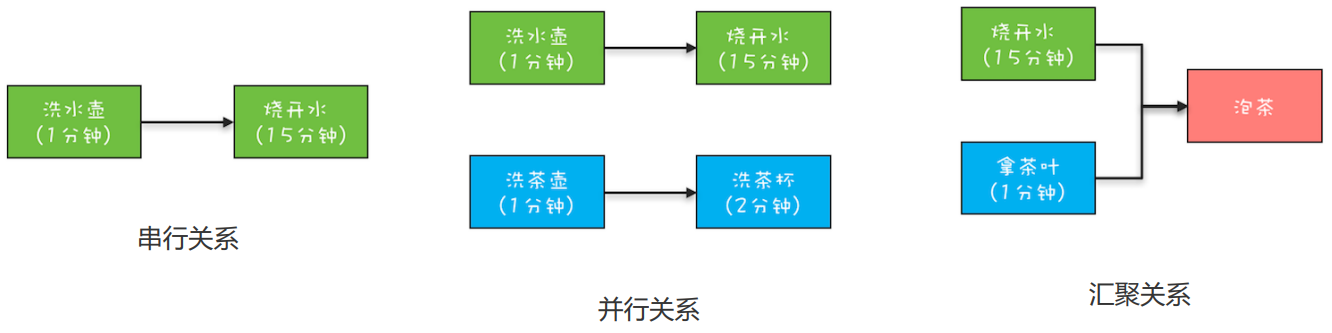 洗水壶
(1分钟)
烧开水
(15分钟)
串行关系
洗水壶
(1分钟)
烧开水
(15分钟)
洗茶壶
(1分钟)
洗茶杯
(2分钟)
并行关系
烧开水
(15分钟)
拿茶叶
(1分钟)
泡茶
汇聚关系